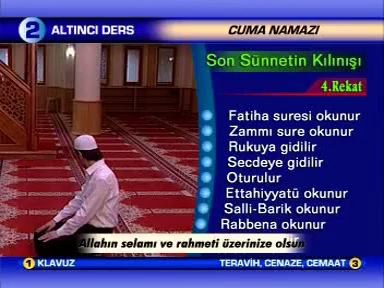 2 ALTINCI DERS
CUMA NAMAZI
Son Sünnetin Kılınışı
4.Rekat
Fatiha suresi okunur
Zammı sure okunur
Rukuya gidilir
Secdeye gidilir
Oturulur
Ettahiyyatü okunur
Salli-Barik okunur
Rabbena okunur
Allahın selamı ve rahmeti üzerinize olsun
1 KLAVUZ
TERAVİH, CENAZE, CEMAAT 3